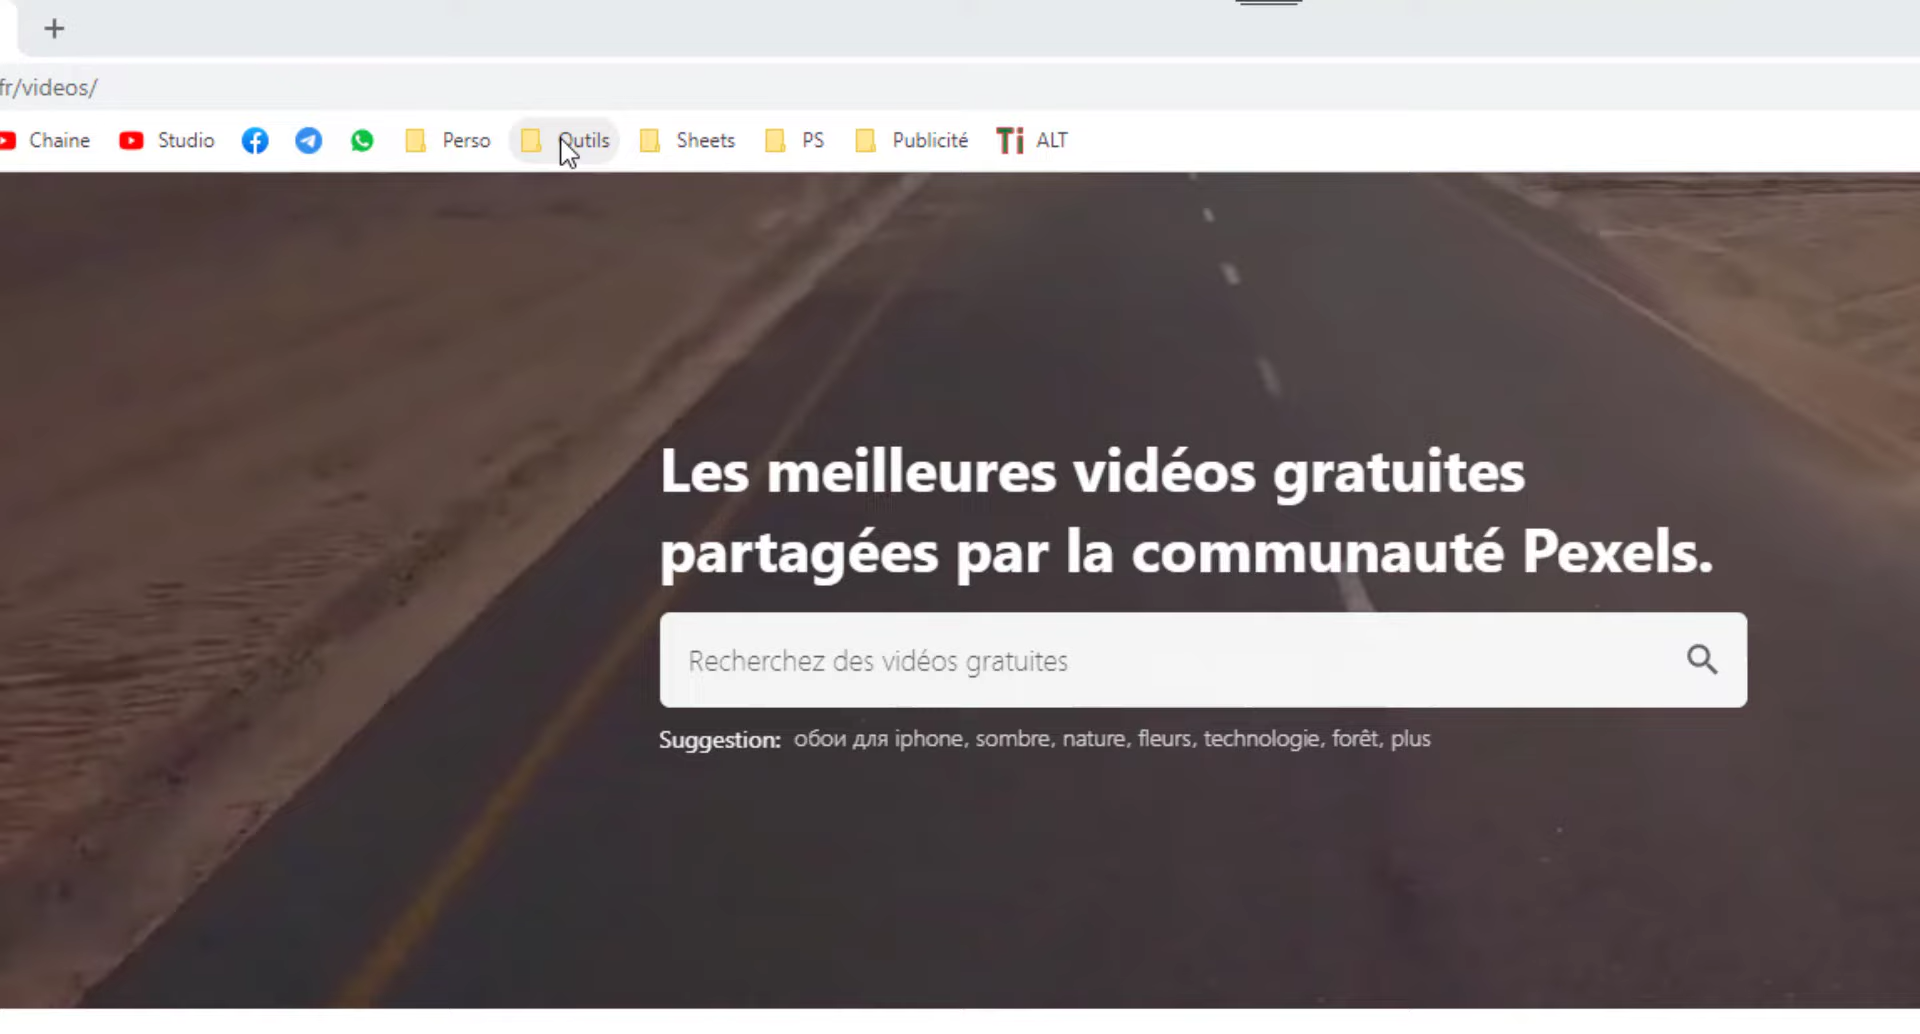 fr/videos/
Chaine Studio Perso Outils Sheets PS Publicité Ti ALT
Les meilleures vidéos gratuites
partagées par la communauté Pexels.
Recherchez des vidéos gratuites
Suggestion: обои для iphone, sombre, nature, fleurs, technologie, forêt, plus